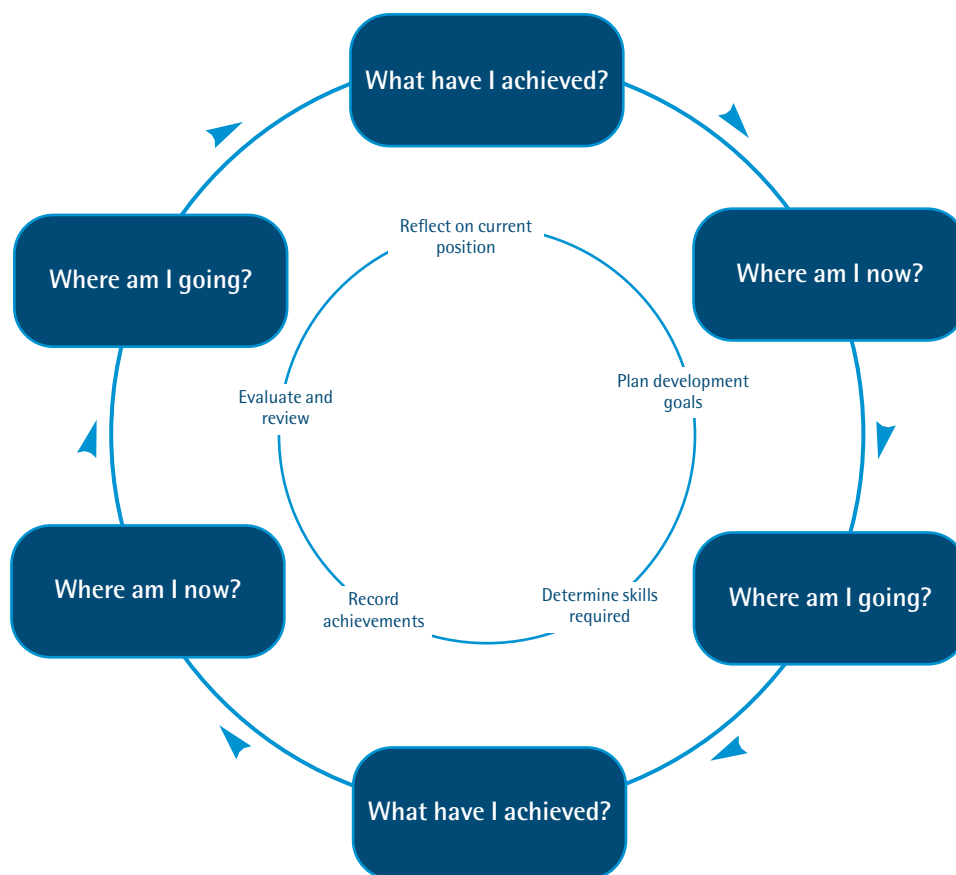 What have I achieved?
Where am I now?
Where am I going?
What have I achieved?
Where am I now?
Where am I going?
Reflect on current
position
Plan development
goals
Determine skills
required
Record
achievements
Evaluate and
review